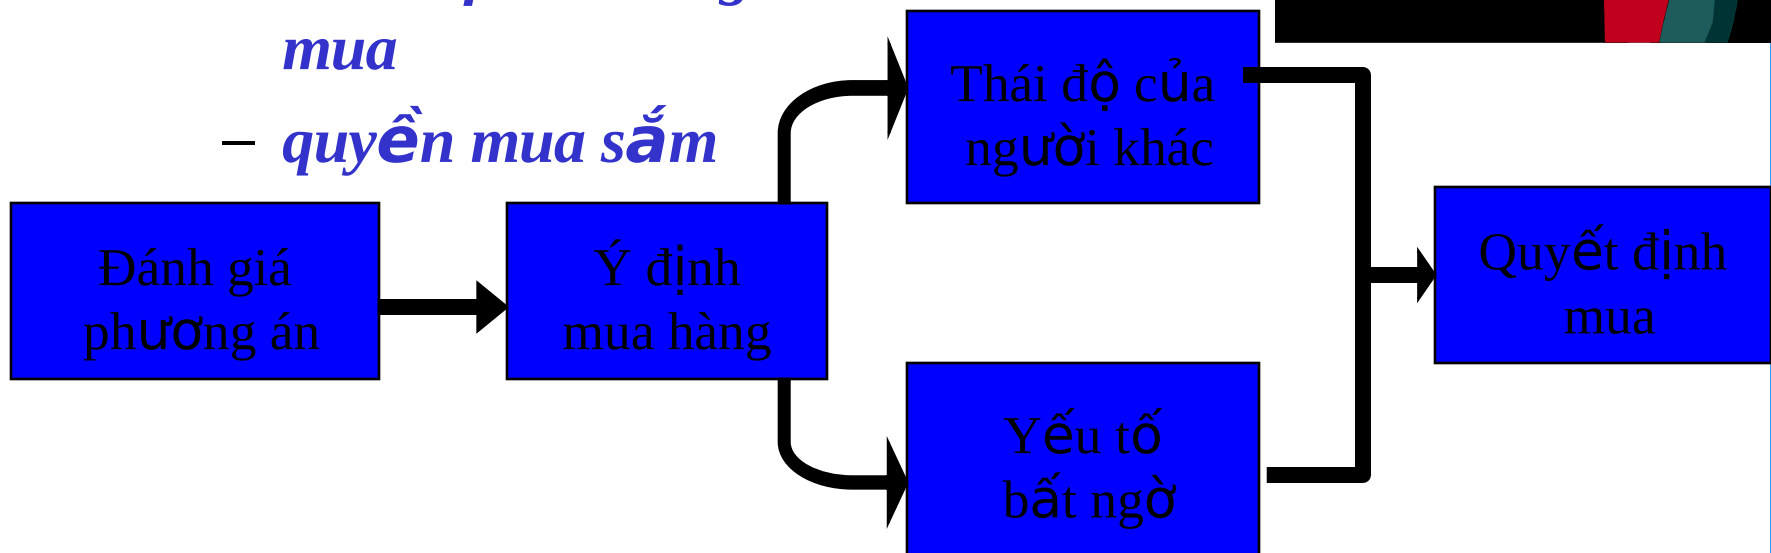 mua
– quyền mua sắm
Thái độ của
người khác
Đánh giá
phương án
Ý định
mua hàng
Yếu tố
bất ngờ
Quyết định
mua